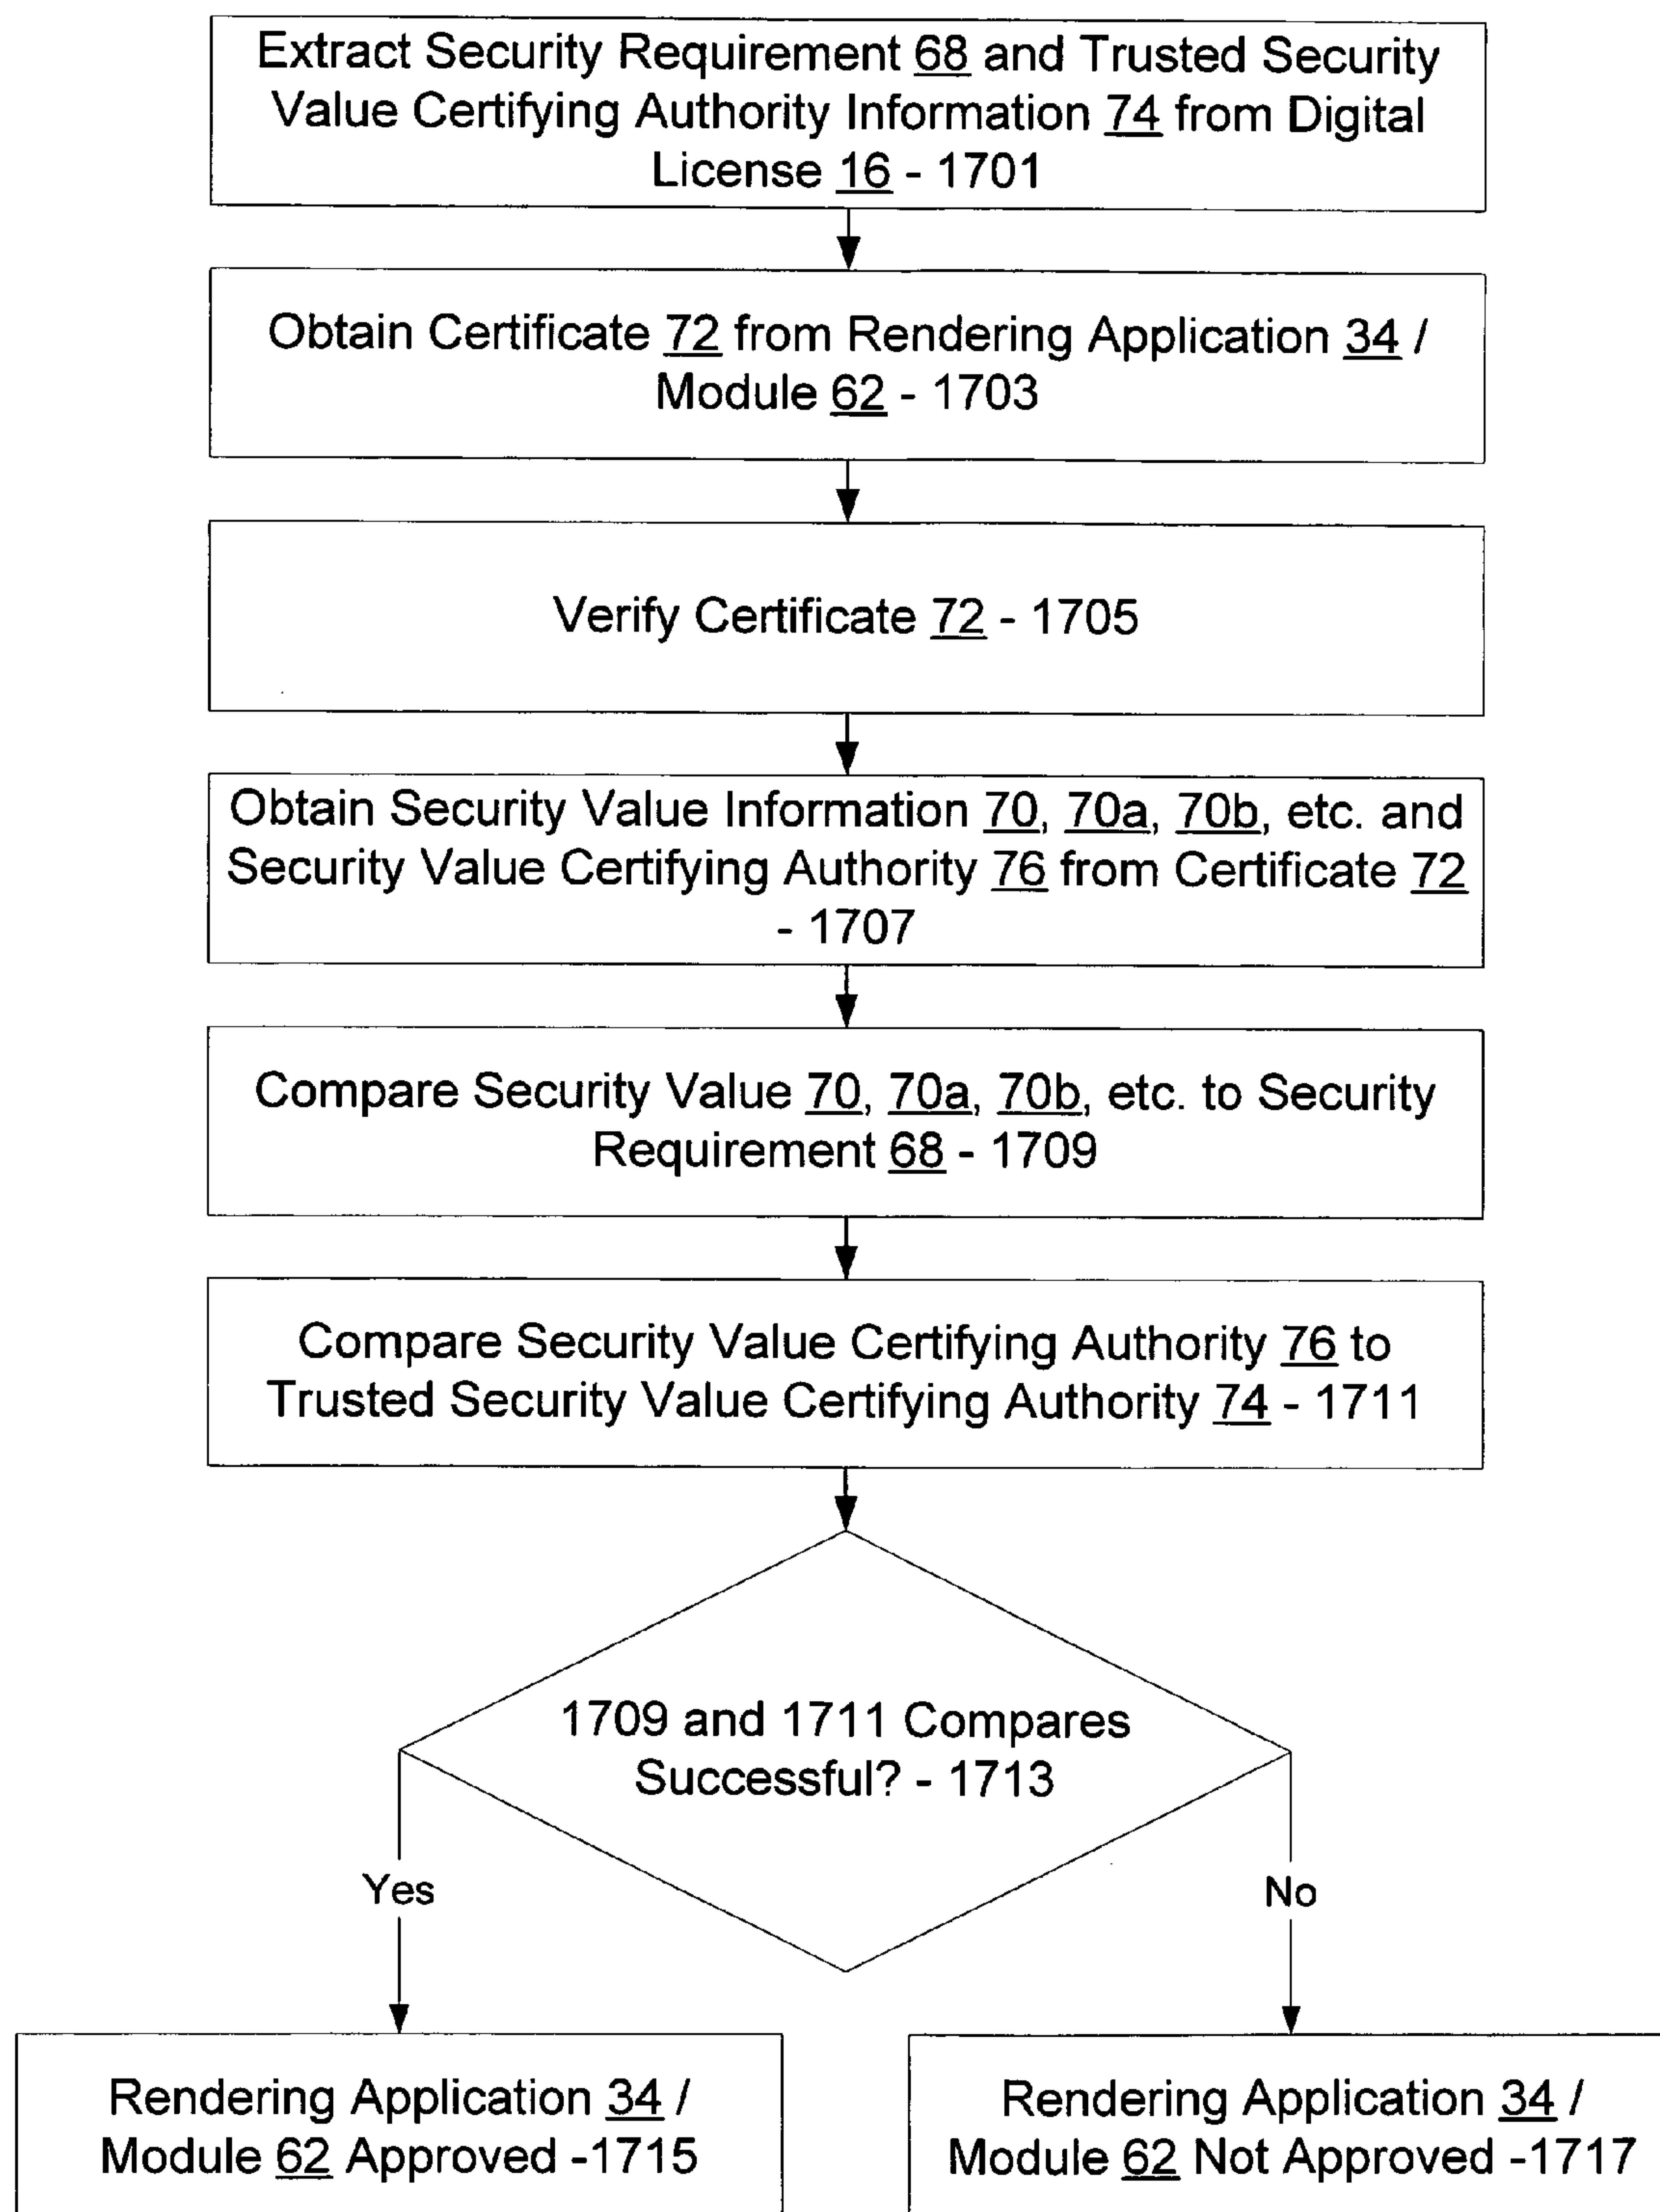 Extract Security Requirement 68 and Trusted Security
Value Certifying Authority Information 74 from Digital
License 16 - 1701
Obtain Certificate 72 from Rendering Application 34 /
Module 62 - 1703
Verify Certificate 72 - 1705
Obtain Security Value Information 70, 70a, 70b, etc. and
Security Value Certifying Authority 76 from Certificate 72
- 1707
Compare Security Value 70, 70a, 70b, etc. to Security
Requirement 68 - 1709
Compare Security Value Certifying Authority 76 to
Trusted Security Value Certifying Authority 74 - 1711
1709 and 1711 Compares
Successful? - 1713
Yes
No
Rendering Application 34 /
Module 62 Approved -1715
Rendering Application 34 /
Module 62 Not Approved -1717